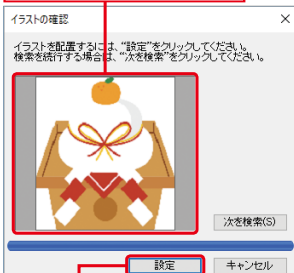 イラストの確認
イラストを配置するには、“設定”をクリックしてください。
検索を続行する場合は、“次を検索”をクリックしてください。
次を検索(S)
設定
キャンセル